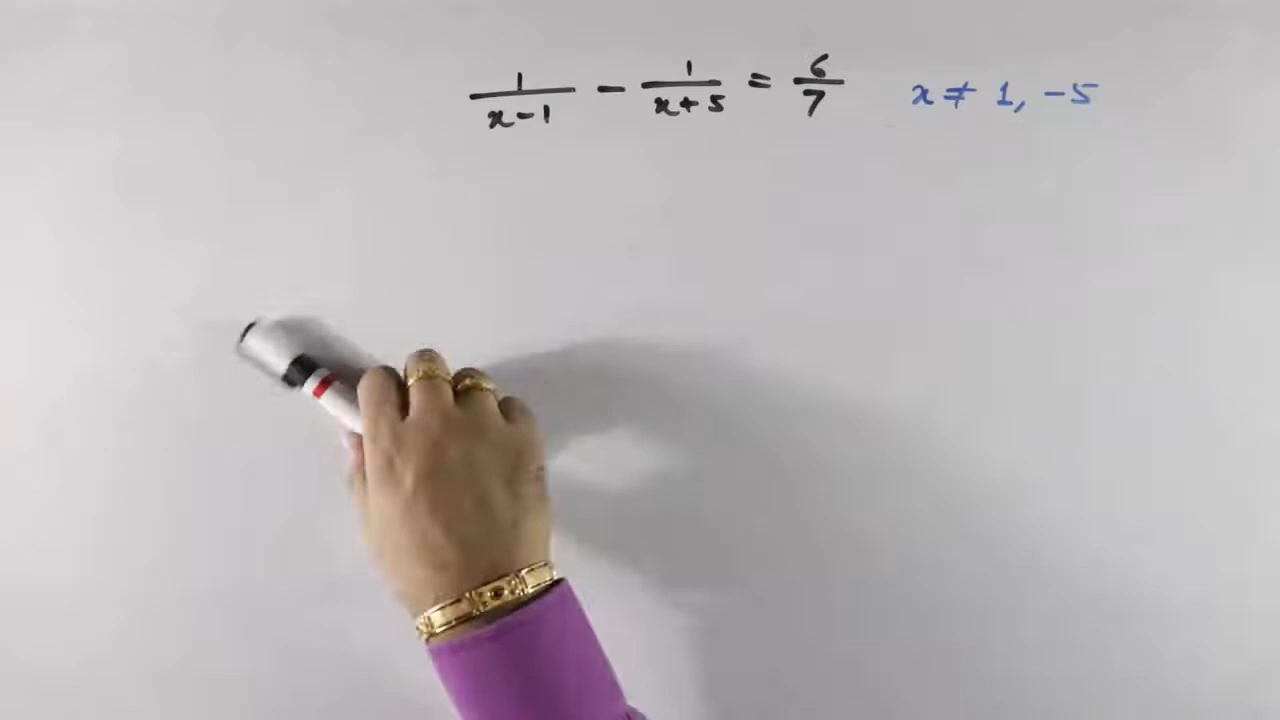 1/(x-1) - 1/(x+5) = 6/7 x ≠ 1, -5